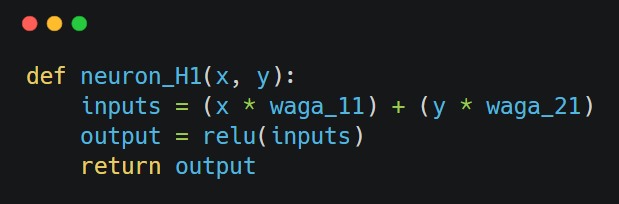 def neuron_H1(x, y):
    inputs = (x * waga_11) + (y * waga_21)
    output = relu(inputs)
    return output